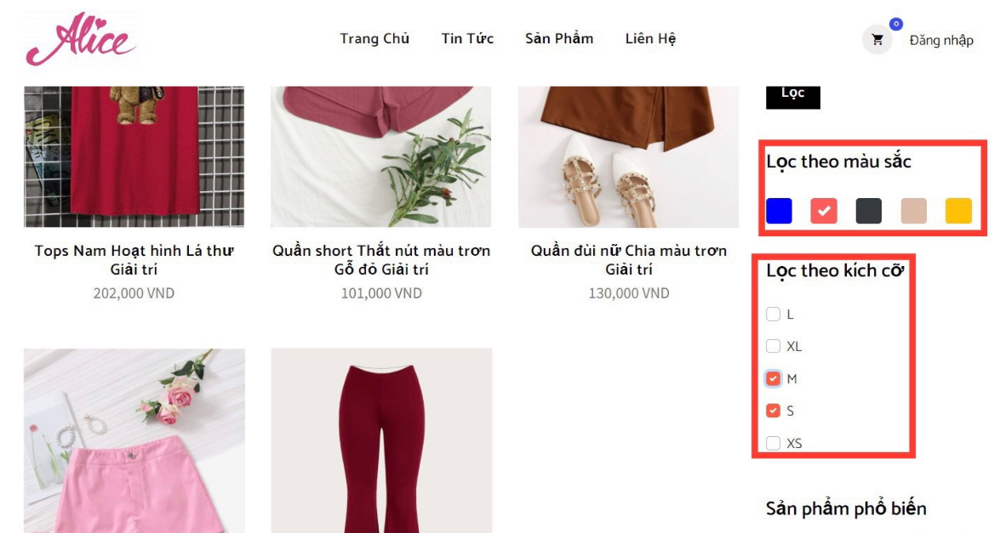 Alice
Trang Chủ
Tin Tức
Sản Phẩm
Liên Hệ
0
Đăng nhập
Lọc
Lọc theo màu sắc
Tops Nam Hoạt hình Lá thư
Giải trí
202,000 VND
Quần short Thắt nút màu trơn
Gỗ đỏ Giải trí
101,000 VND
Quần đùi nữ Chia màu trơn
Giải trí
130,000 VND
Lọc theo kích cỡ
L
XL
M
S
XS
Sản phẩm phổ biến